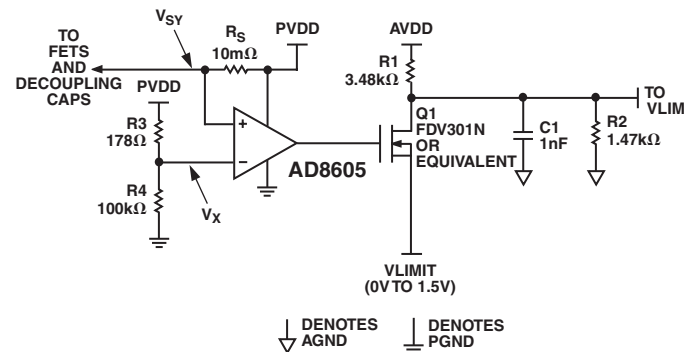 V_SY
TO
FETS
AND
DECOUPLING
CAPS
R_S
10mΩ
PVDD
AVDD
R1
3.48kΩ
PVDD
R3
178Ω
R4
100kΩ
V_X
+
–
AD8605
Q1
FDV301N
OR
EQUIVALENT
C1
1nF
R2
1.47kΩ
TO
VLIM
VLIMIT
(0V TO 1.5V)
DENOTES
AGND
DENOTES
PGND